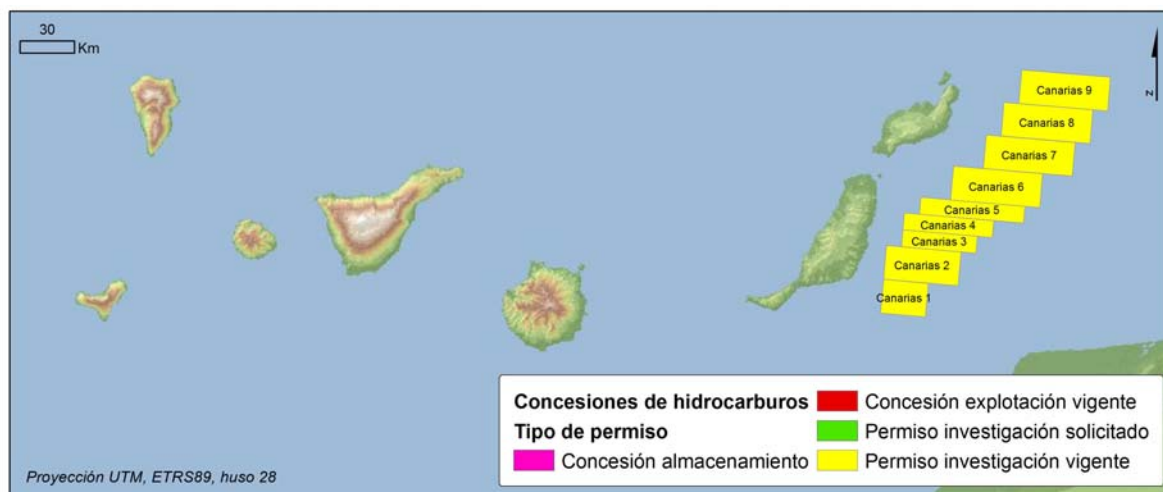 30
Km
N
Canarias 9
Canarias 8
Canarias 7
Canarias 6
Canarias 5
Canarias 4
Canarias 3
Canarias 2
Canarias 1
Concesiones de hidrocarburos
Tipo de permiso
Concesión almacenamiento
Concesión explotación vigente
Permiso investigación solicitado
Permiso investigación vigente
Proyección UTM, ETRS89, huso 28